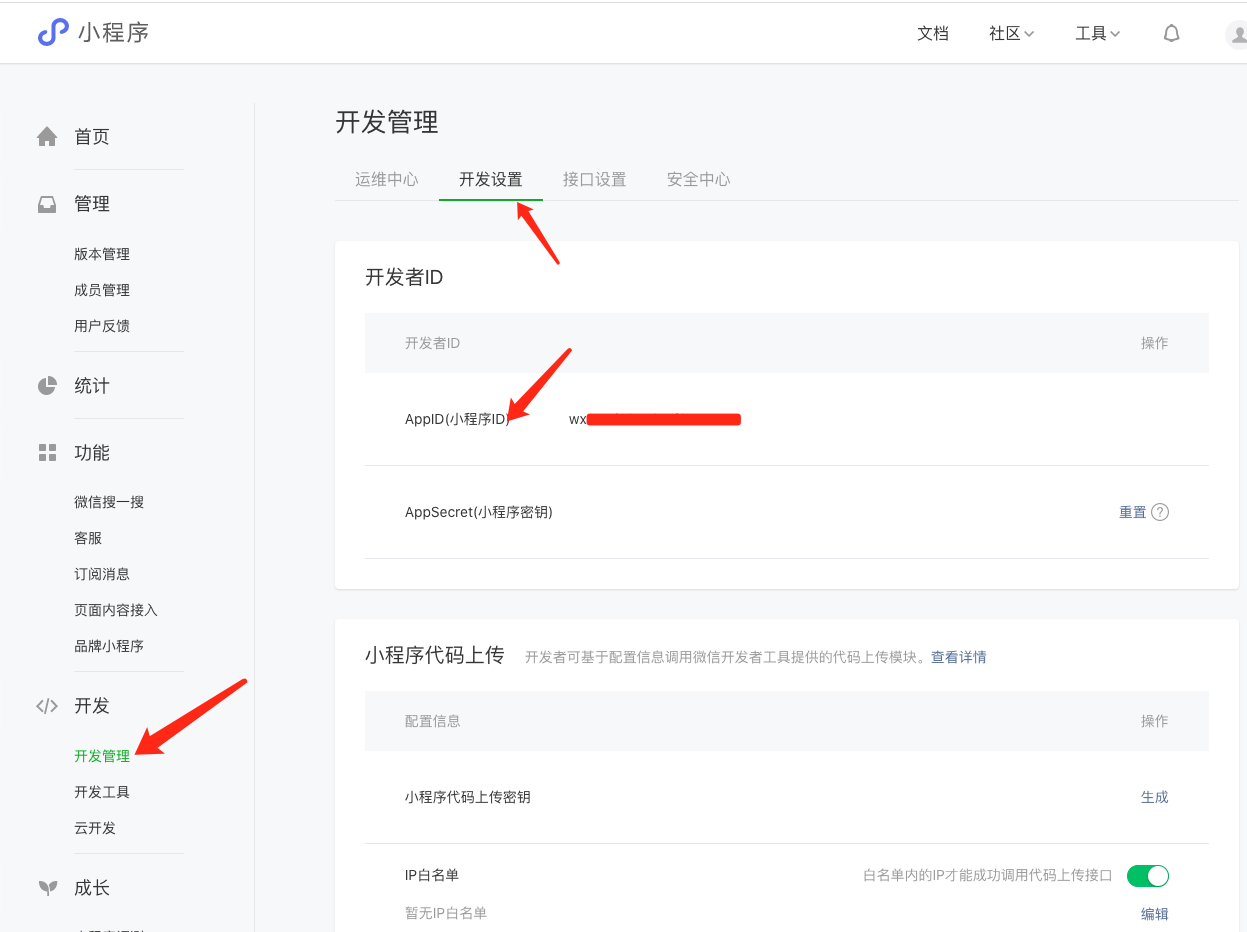 小程序
文档 社区 工具
首页
管理
版本管理
成员管理
用户反馈
统计
功能
微信搜一搜
客服
订阅消息
页面内容接入
品牌小程序
开发
开发管理
开发工具
云开发
成长
开发管理
运维中心 开发设置 接口设置 安全中心
开发者ID
开发者ID 操作
AppID(小程序ID) wx
AppSecret(小程序密钥) 重置 ?
小程序代码上传 开发者可基于配置信息调用微信开发者工具提供的代码上传模块。查看详情
配置信息 操作
小程序代码上传密钥 生成
IP白名单 白名单内的IP才能成功调用代码上传接口
暂无IP白名单 编辑